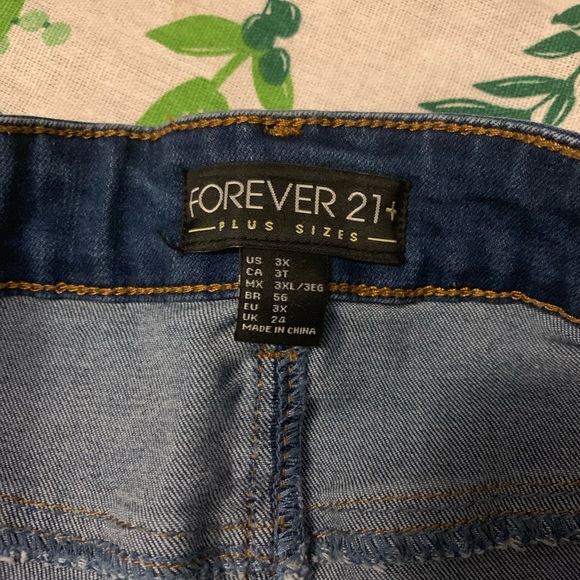 FOREVER 21+
PLUS SIZES
US 3X
CA 3T
MX 3XL/3EG
BR 56
EU 3X
UK 24
MADE IN CHINA